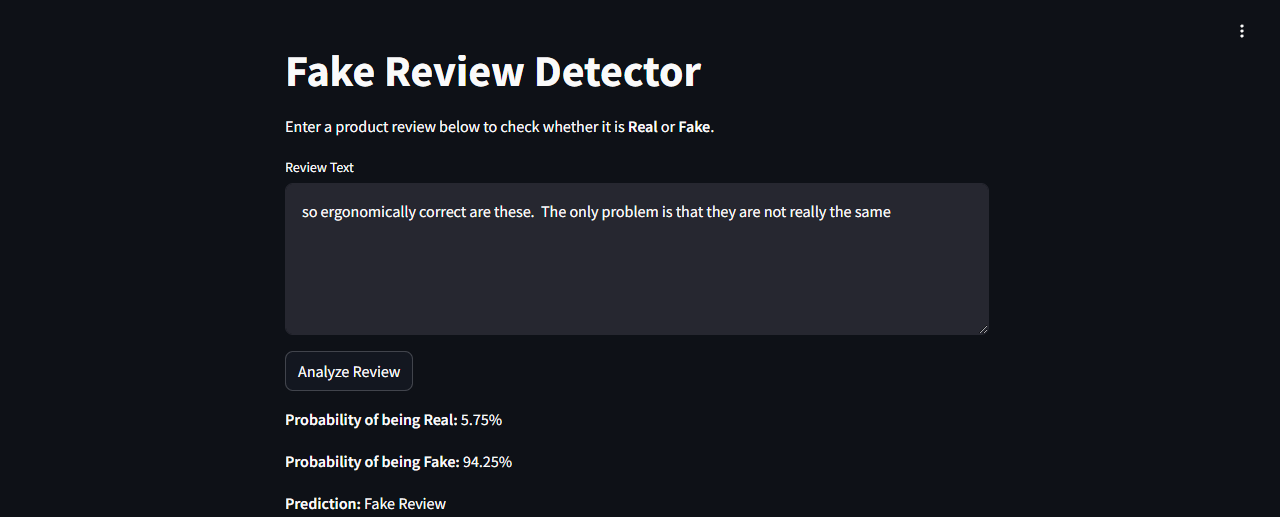 Fake Review Detector
Enter a product review below to check whether it is Real or Fake.
Review Text
so ergonomically correct are these.  The only problem is that they are not really the same
Analyze Review
Probability of being Real: 5.75%
Probability of being Fake: 94.25%
Prediction: Fake Review